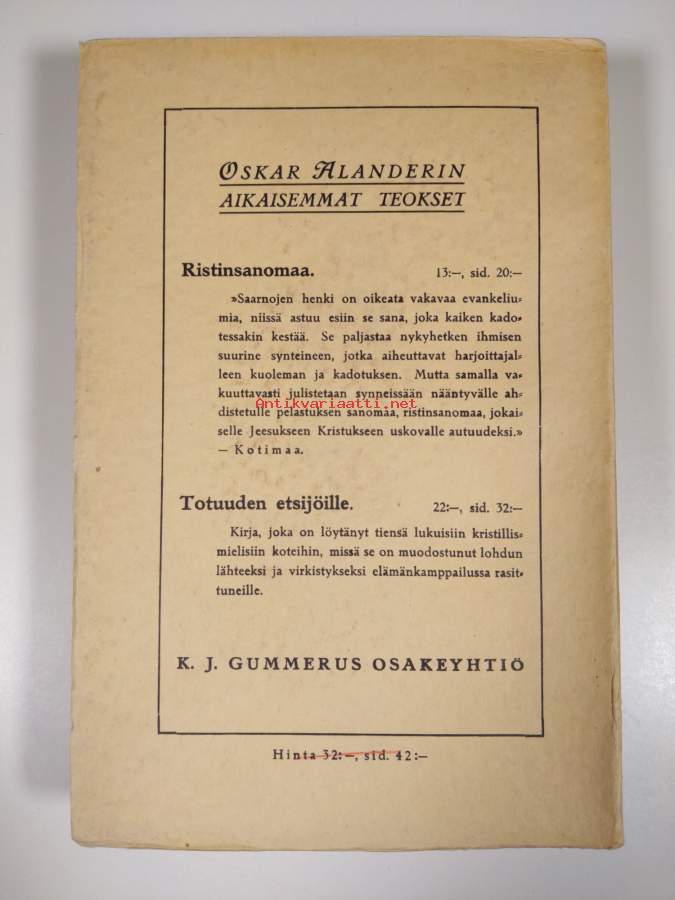 OSKAR ALANDERIN
AIKAISEMMAT TEOKSET
Ristinsanomaa. 13:–, sid. 20:–
»Saarnojen henki on oikeata vakavaa evankeliu-
mia, niissä astuu esiin se sana, joka kaiken kado-
tessakin kestää. Se paljastaa nykyhetken ihmisen
suurine synteineen, jotka aiheuttavat harjoittajal-
leen kuoleman ja kadotuksen. Mutta samalla va-
kuuttavasti julistetaan synneissään nääntyvälle ah-
Antikvariaatti.net
distetulle pelastuksen sanomaa, ristinsanomaa, jokai-
selle Jeesukseen Kristukseen uskovalle autuudeksi.»
– Kotimaa.
Totuuden etsijöille. 22:–, sid. 32:–
Kirja, joka on löytänyt tiensä lukuisiin kristillis-
mielisiin koteihin, missä se on muodostunut lohdun
lähteeksi ja virkistykseksi elämänkamppailussa rasit-
tuneille.
K. J. GUMMERUS OSAKEYHTIÖ
Hinta 32:–, sid. 42:–